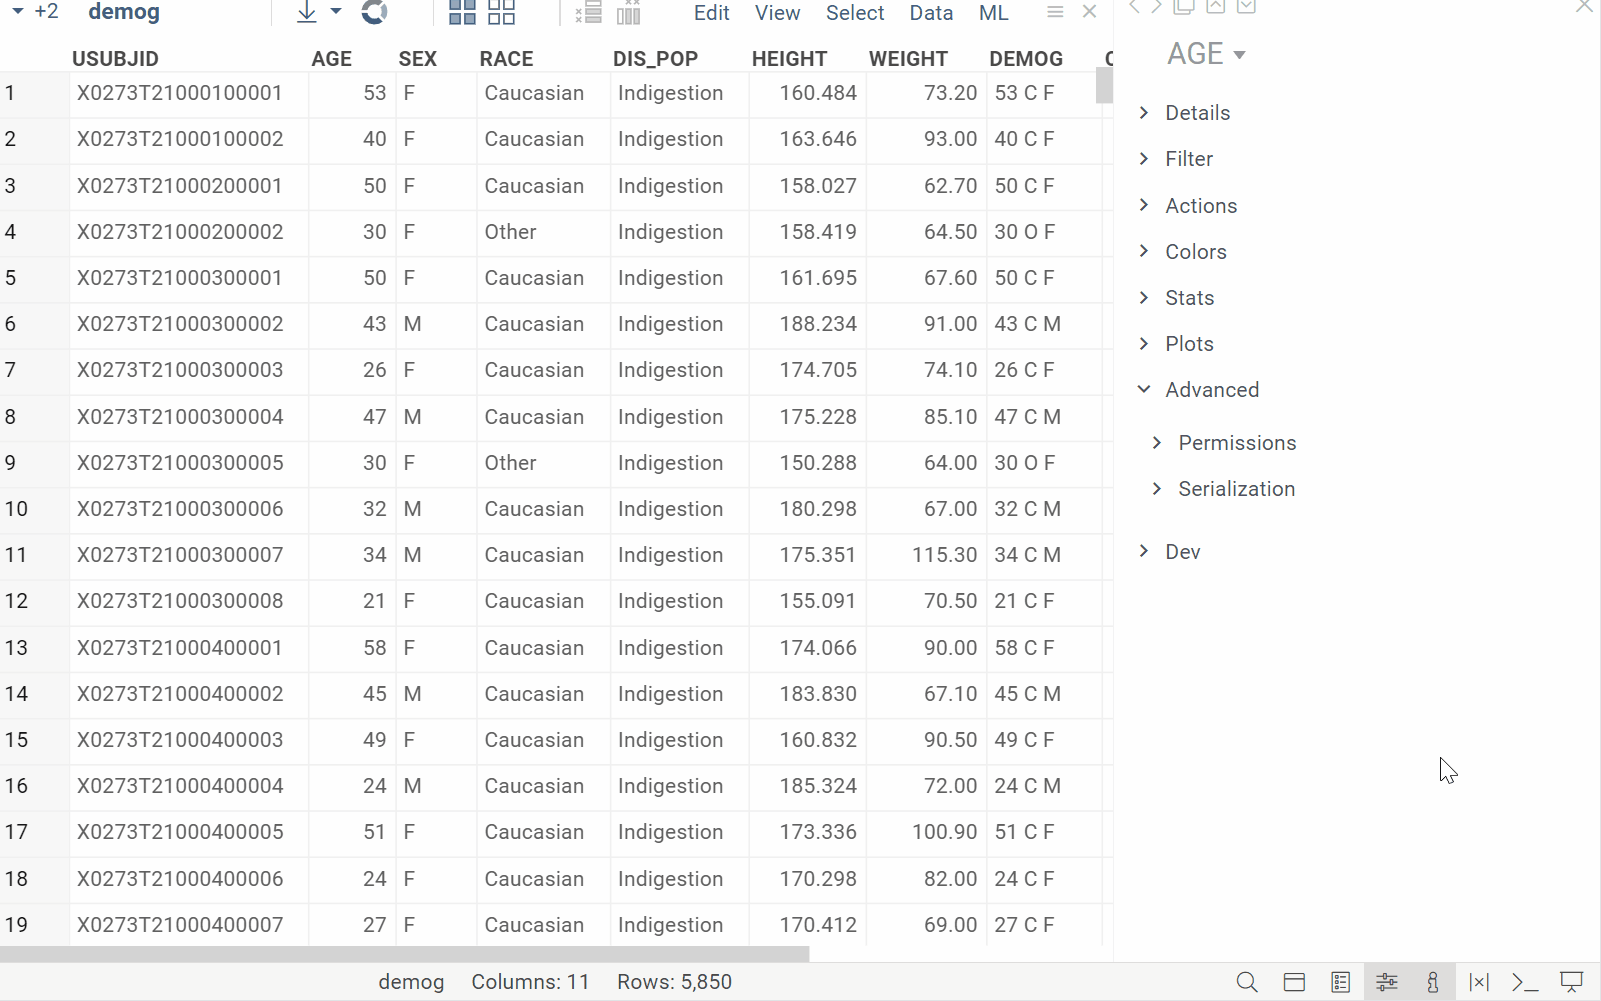 +2 demog Edit View Select Data ML
USUBJID AGE SEX RACE DIS_POP HEIGHT WEIGHT DEMOG
1 X0273T21000100001 53 F Caucasian Indigestion 160.484 73.20 53 C F
2 X0273T21000100002 40 F Caucasian Indigestion 163.646 93.00 40 C F
3 X0273T21000200001 50 F Caucasian Indigestion 158.027 62.70 50 C F
4 X0273T21000200002 30 F Other Indigestion 158.419 64.50 30 O F
5 X0273T21000300001 50 F Caucasian Indigestion 161.695 67.60 50 C F
6 X0273T21000300002 43 M Caucasian Indigestion 188.234 91.00 43 C M
7 X0273T21000300003 26 F Caucasian Indigestion 174.705 74.10 26 C F
8 X0273T21000300004 47 M Caucasian Indigestion 175.228 85.10 47 C M
9 X0273T21000300005 30 F Other Indigestion 150.288 64.00 30 O F
10 X0273T21000300006 32 M Caucasian Indigestion 180.298 67.00 32 C M
11 X0273T21000300007 34 M Caucasian Indigestion 175.351 115.30 34 C M
12 X0273T21000300008 21 F Caucasian Indigestion 155.091 70.50 21 C F
13 X0273T21000400001 58 F Caucasian Indigestion 174.066 90.00 58 C F
14 X0273T21000400002 45 M Caucasian Indigestion 183.830 67.10 45 C M
15 X0273T21000400003 49 F Caucasian Indigestion 160.832 90.50 49 C F
16 X0273T21000400004 24 M Caucasian Indigestion 185.324 72.00 24 C M
17 X0273T21000400005 51 F Caucasian Indigestion 173.336 100.90 51 C F
18 X0273T21000400006 24 F Caucasian Indigestion 170.298 82.00 24 C F
19 X0273T21000400007 27 F Caucasian Indigestion 170.412 69.00 27 C F
AGE
Details
Filter
Actions
Colors
Stats
Plots
Advanced
Permissions
Serialization
Dev
demog Columns: 11 Rows: 5,850